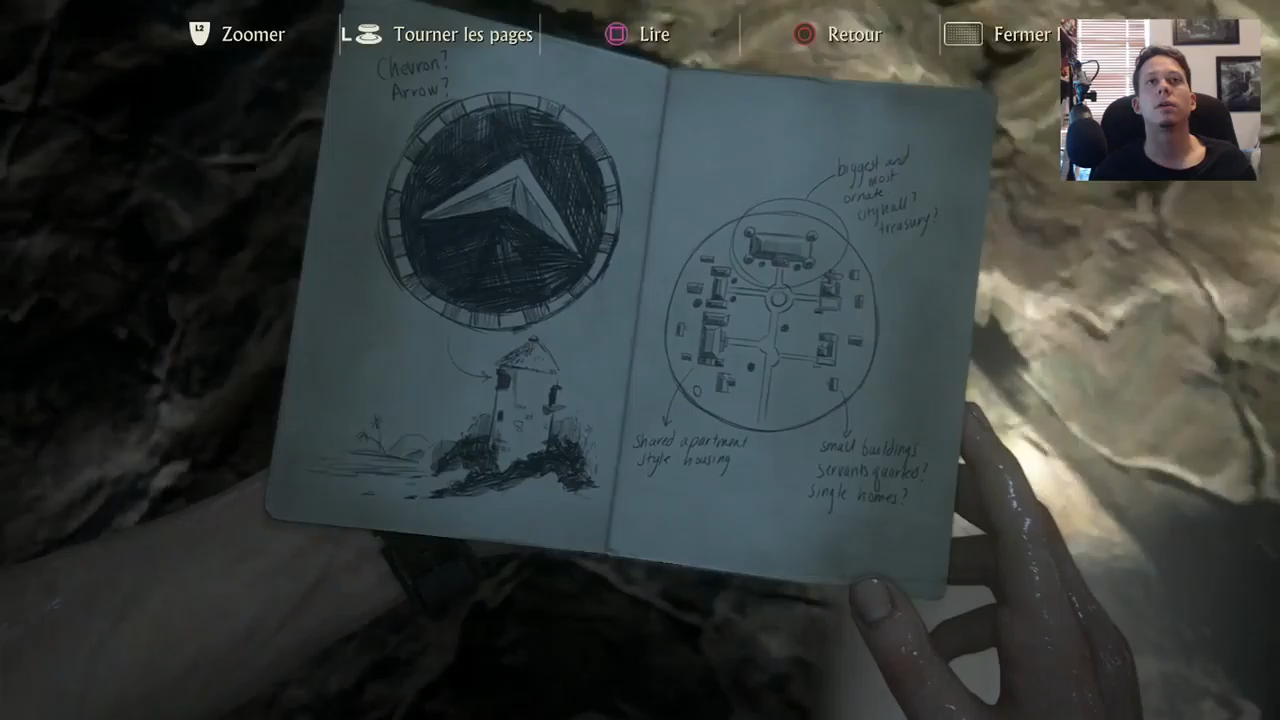 L2 Zoomer
L Tourner les pages
Lire
Retour
Fermer l
Chevron?
Arrow?
biggest and
most
ornate
city hall?
treasury?
shared apartment
style housing
small buildings
servants quarters?
single homes?